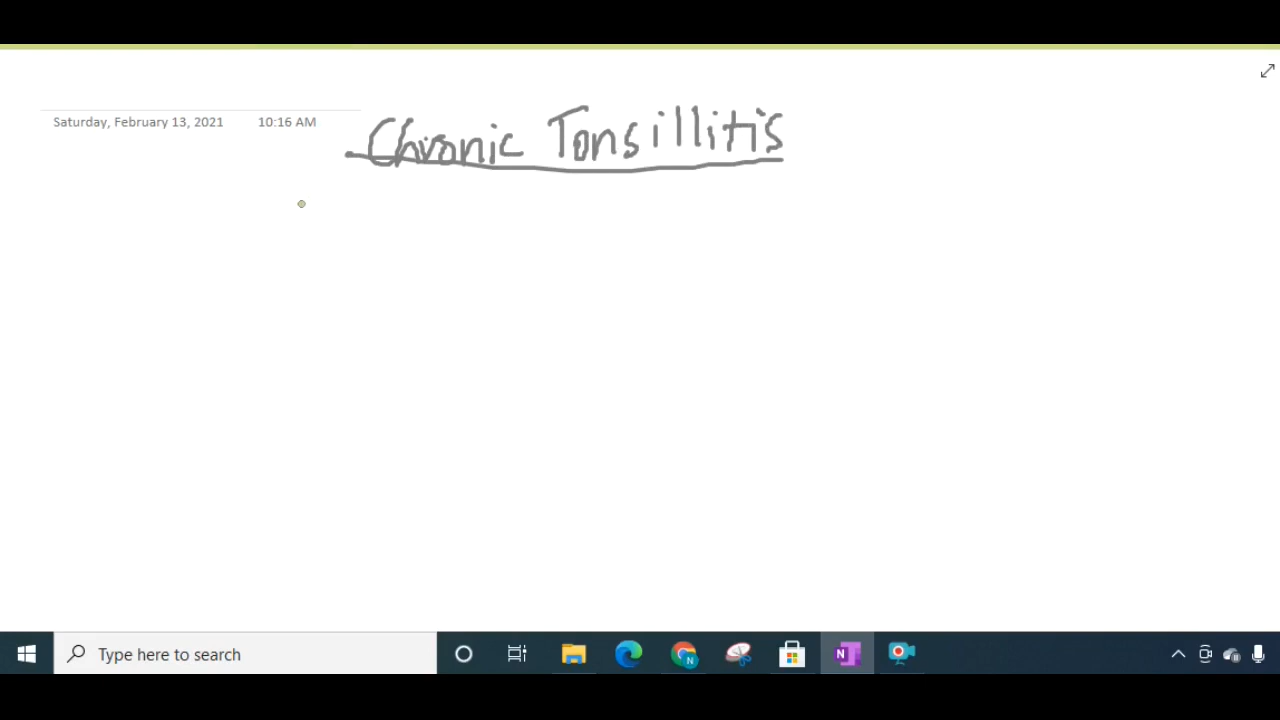 Saturday, February 13, 2021 10:16 AM
Chronic Tonsillitis
Type here to search
N
N